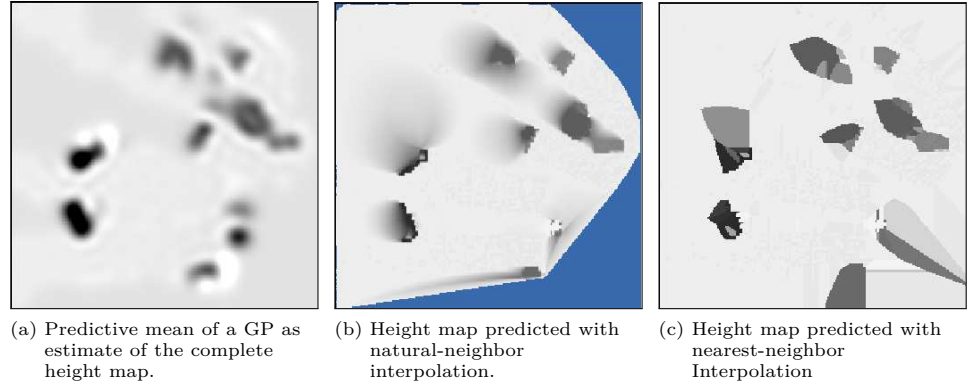 (a) Predictive mean of a GP as
estimate of the complete
height map.
(b) Height map predicted with
natural-neighbor
interpolation.
(c) Height map predicted with
nearest-neighbor
Interpolation